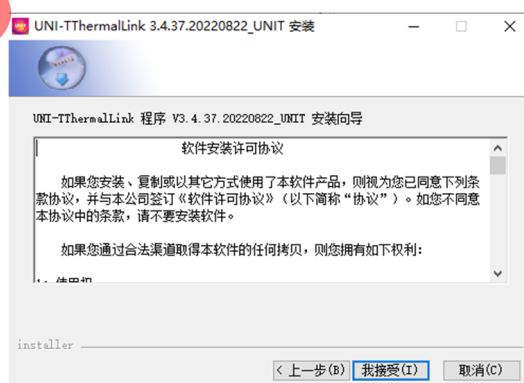 UNI-TThermalLink 3.4.37.20220822_UNIT 安装
UNI-TThermalLink 程序 V3.4.37.20220822_UNIT 安装向导
软件安装许可协议
如果您安装、复制或以其它方式使用了本软件产品，则视为您已同意下列条
款协议，并与本公司签订《软件许可协议》（以下简称“协议”）。如您不同意
本协议中的条款，请不要安装软件。
如果您通过合法渠道取得本软件的任何拷贝，则您拥有如下权利：
installer
< 上一步(B)
我接受(I)
取消(C)